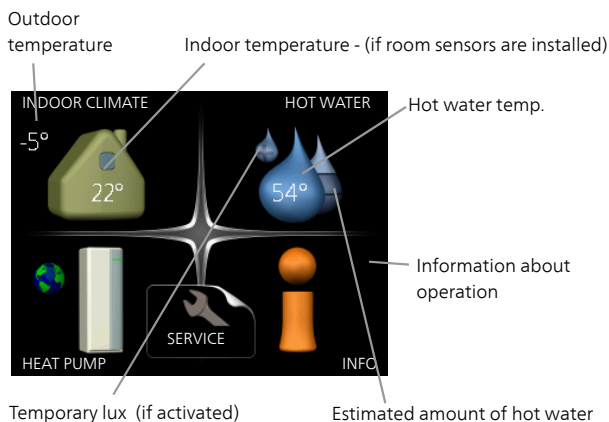 Outdoor
temperature
Indoor temperature - (if room sensors are installed)
INDOOR CLIMATE
HOT WATER
Hot water temp.
-5°
22°
54°
Information about
operation
SERVICE
HEAT PUMP
INFO
Temporary lux (if activated)
Estimated amount of hot water